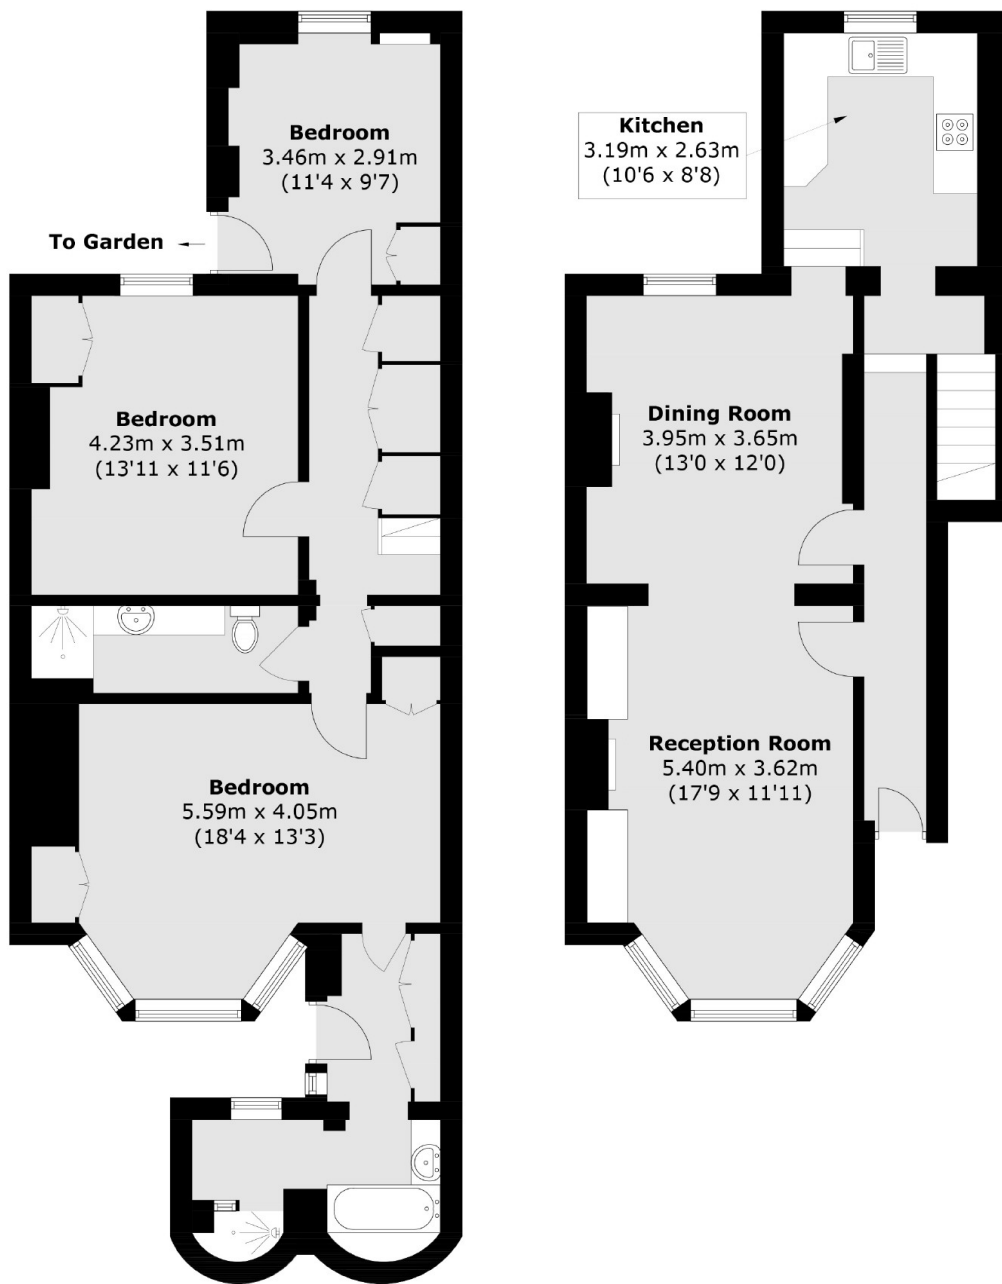 Bedroom
3.46m x 2.91m
(11'4 x 9'7)
To Garden
Bedroom
4.23m x 3.51m
(13'11 x 11'6)
Bedroom
5.59m x 4.05m
(18'4 x 13'3)
Kitchen
3.19m x 2.63m
(10'6 x 8'8)
Dining Room
3.95m x 3.65m
(13'0 x 12'0)
Reception Room
5.40m x 3.62m
(17'9 x 11'11)